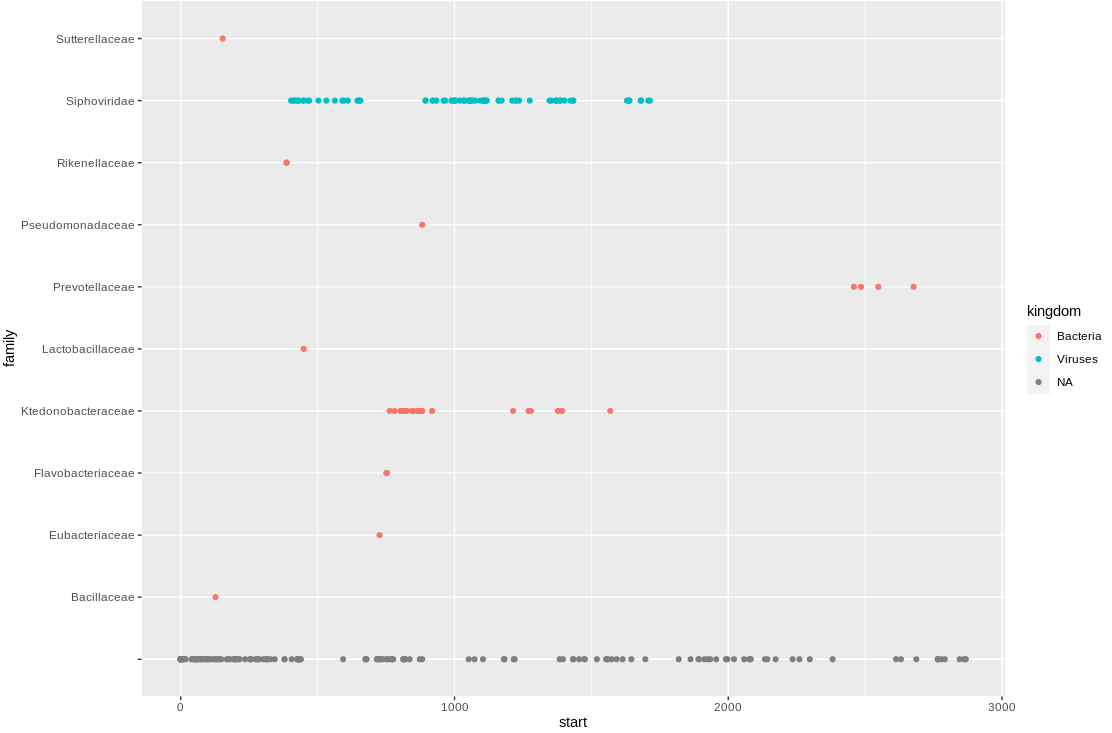 Sutterellaceae
Siphoviridae
Rikenellaceae
Pseudomonadaceae
Prevotellaceae
Lactobacillaceae
Ktedonobacteraceae
Flavobacteriaceae
Eubacteriaceae
Bacillaceae
family
0 1000 2000 3000
start
kingdom
Bacteria
Viruses
NA